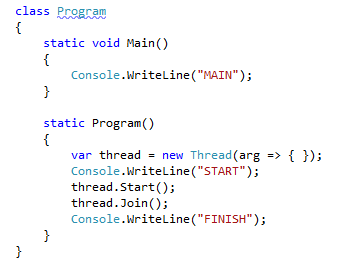 class Program
{
    static void Main()
    {
        Console.WriteLine("MAIN");
    }

    static Program()
    {
        var thread = new Thread(arg => { });
        Console.WriteLine("START");
        thread.Start();
        thread.Join();
        Console.WriteLine("FINISH");
    }
}